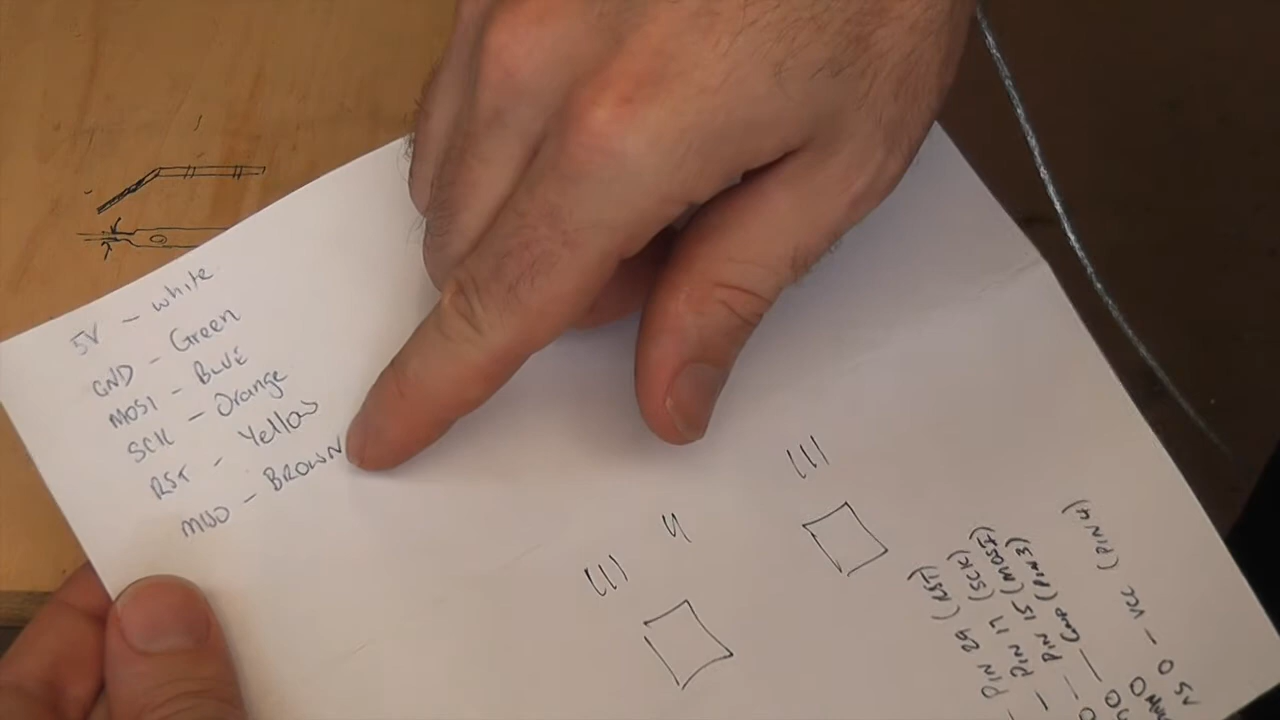 5V - white
GND - Green
MOSI - BLUE
SCK - Orange
RST - Yellow
MISO - BROWN
- PIN 29 (RST)
- PIN 17 (SCK)
- PIN 15 (MOSI)
- GND (PIN 3)
5V O - VCC (PIN 4)